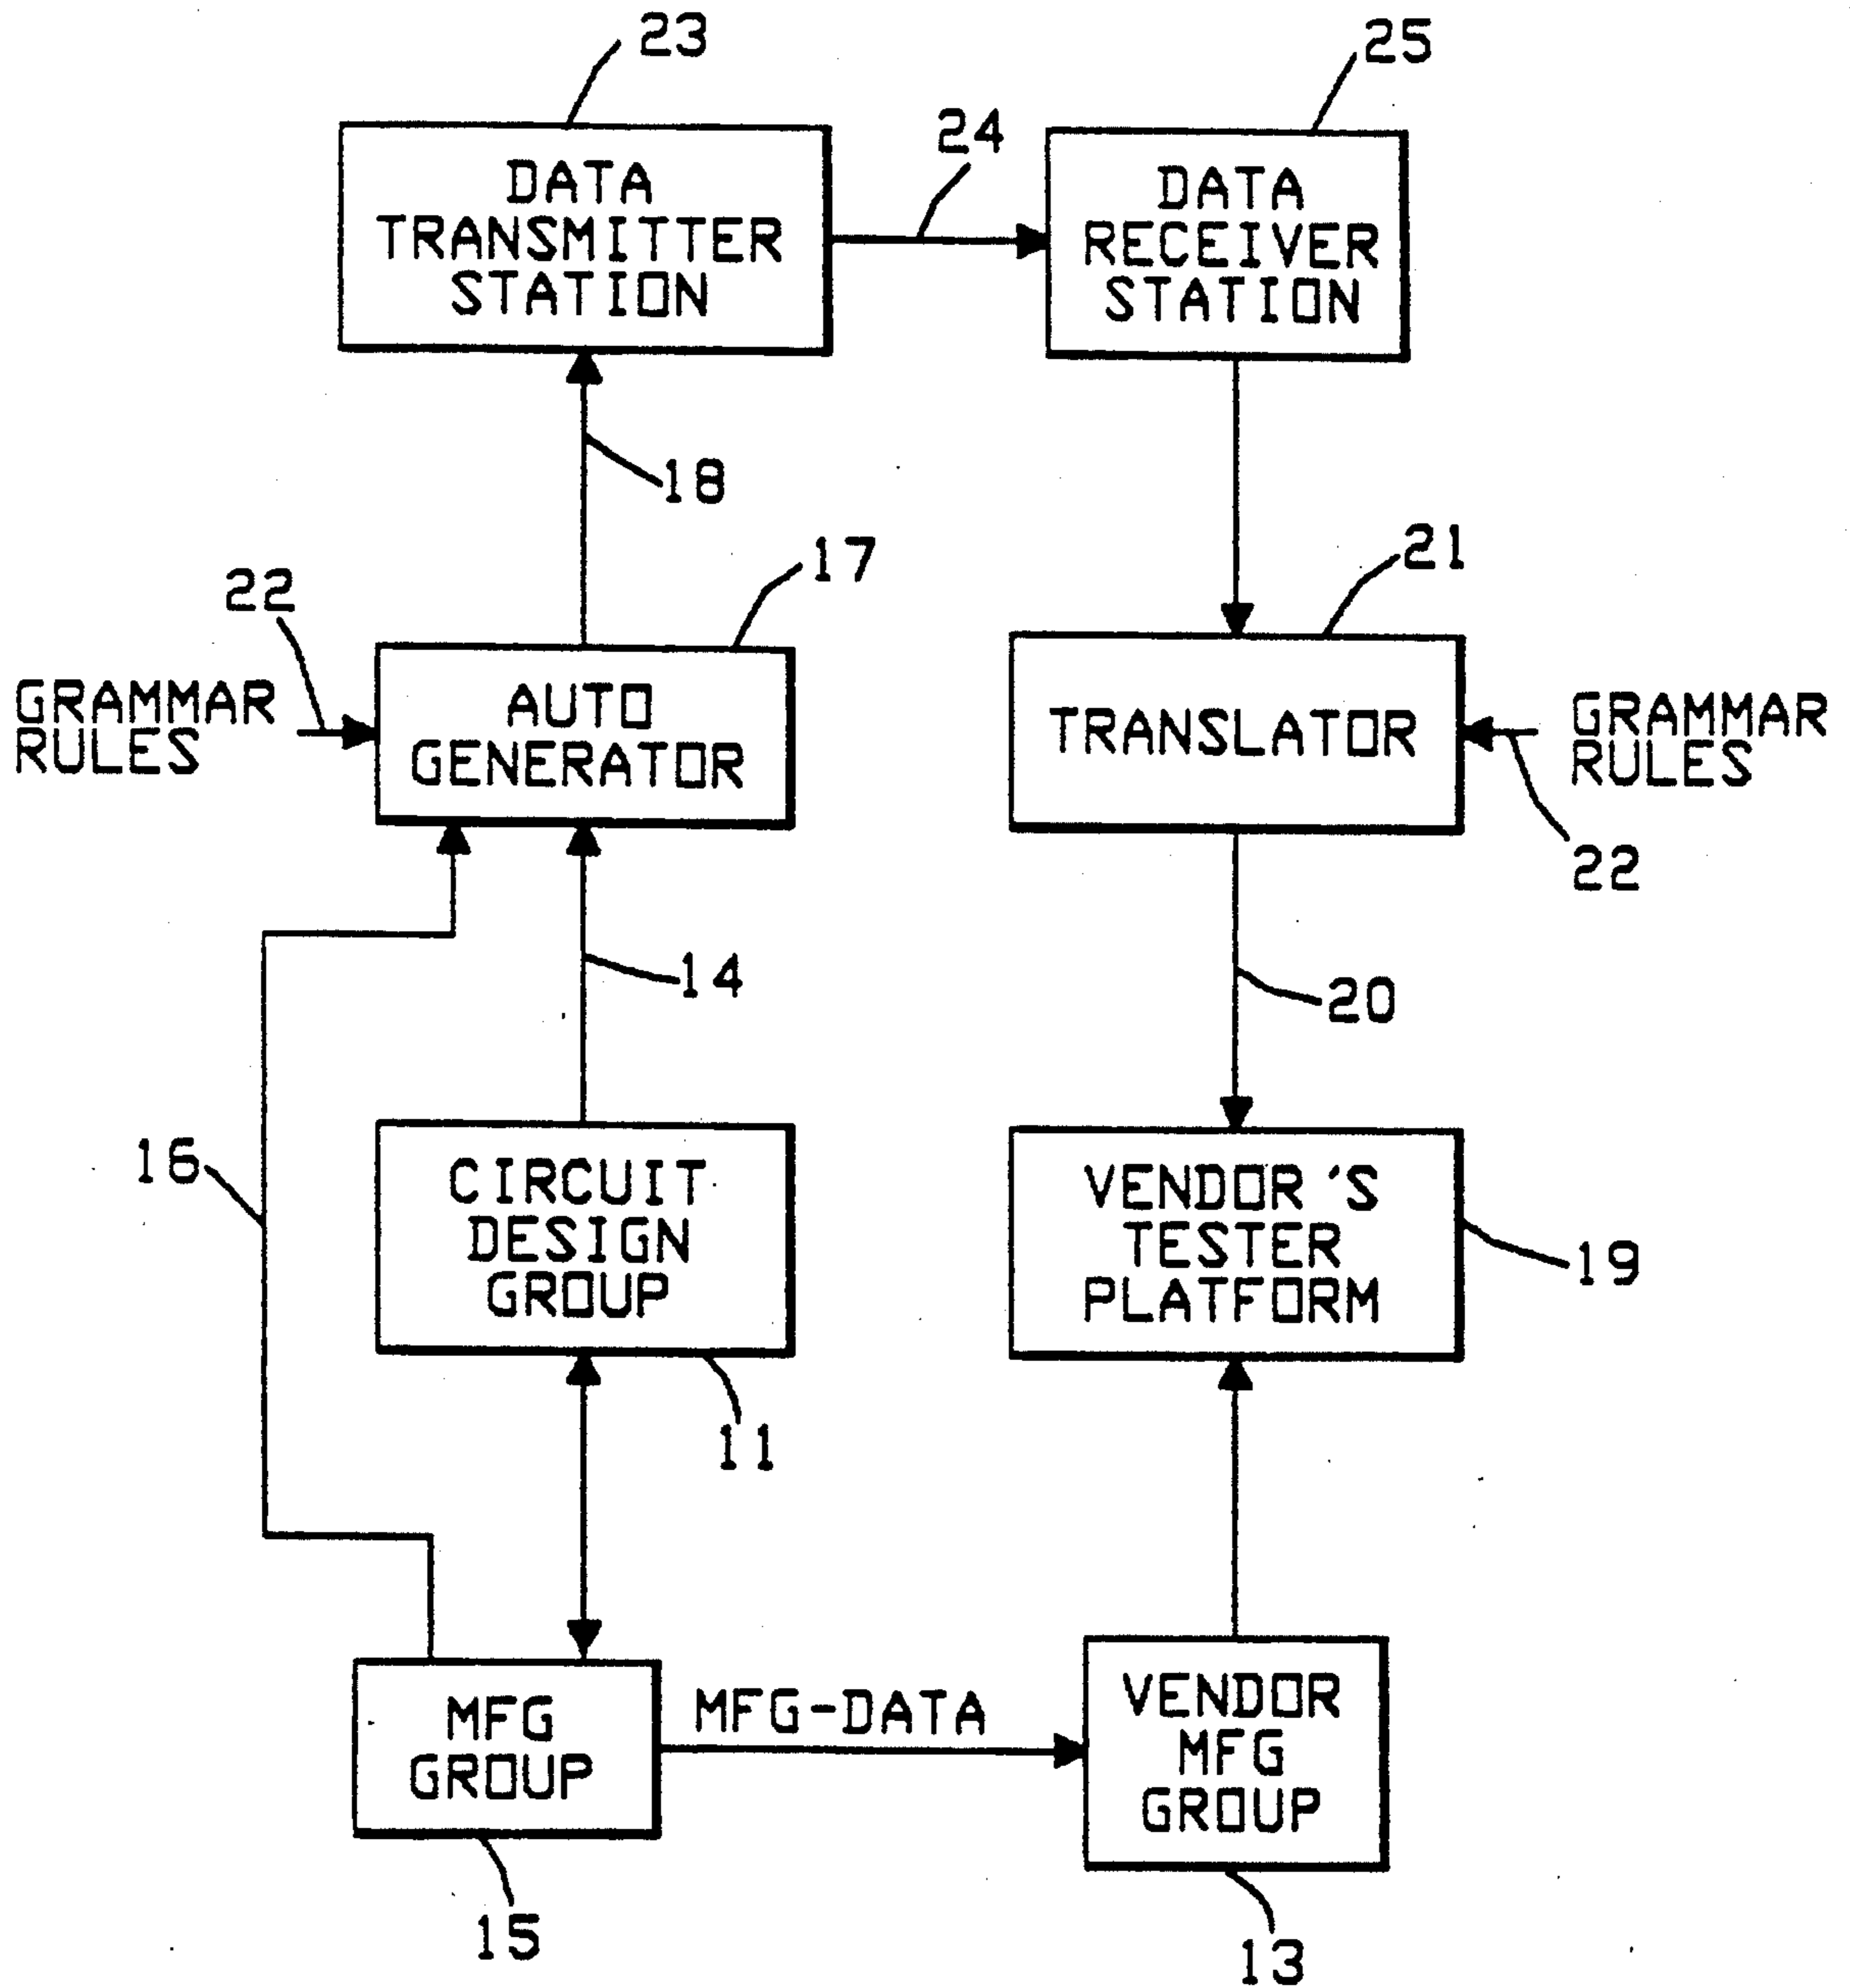 23
25
24
DATA
TRANSMITTER
STATION
DATA
RECEIVER
STATION
18
17
21
22
GRAMMAR
RULES
AUTO
GENERATOR
TRANSLATOR
GRAMMAR
RULES
22
14
20
16
CIRCUIT
DESIGN
GROUP
VENDOR'S
TESTER
PLATFORM
19
11
MFG
GROUP
MFG-DATA
VENDOR
MFG
GROUP
15
13